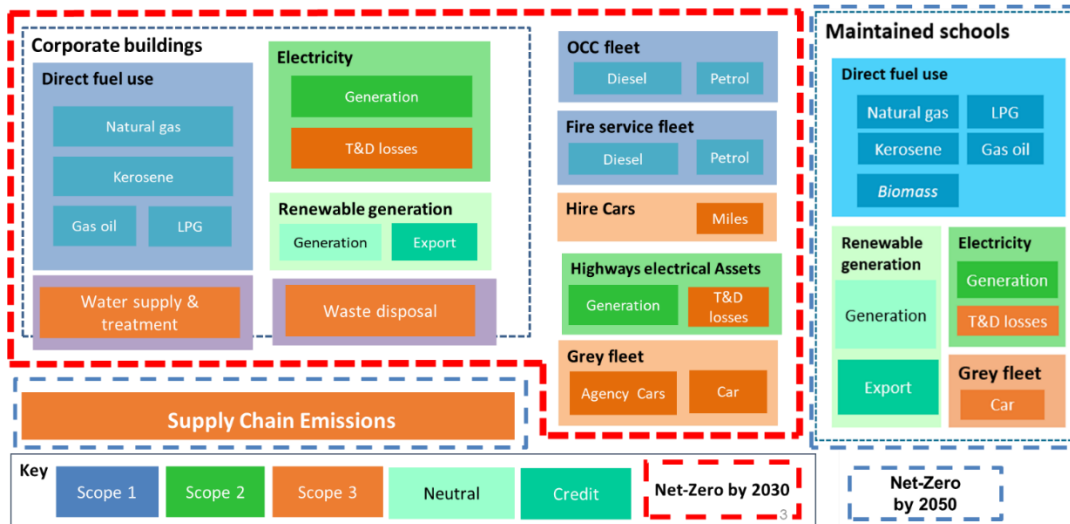 Corporate buildings
Direct fuel use
Natural gas
Kerosene
Gas oil
LPG
Water supply &
treatment
Electricity
Generation
T&D losses
Renewable generation
Generation
Export
Waste disposal
OCC fleet
Diesel
Petrol
Fire service fleet
Diesel
Petrol
Hire Cars
Miles
Highways electrical Assets
Generation
T&D
losses
Grey fleet
Agency Cars
Car
Maintained schools
Direct fuel use
Natural gas
LPG
Kerosene
Gas oil
Biomass
Renewable
generation
Generation
Export
Electricity
Generation
T&D losses
Grey fleet
Car
Supply Chain Emissions
Key
Scope 1
Scope 2
Scope 3
Neutral
Credit
Net-Zero by 2030
3
Net-Zero
by 2050